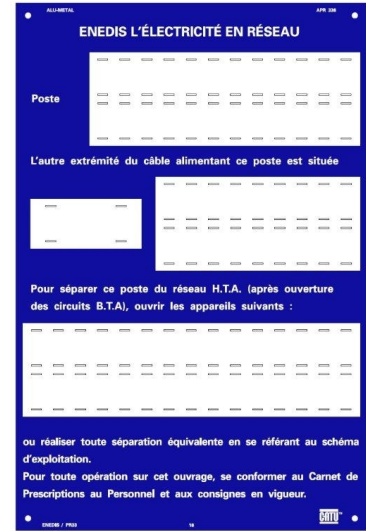 ALU-METAL APR 336
ENEDIS L'ÉLECTRICITÉ EN RÉSEAU
Poste
L'autre extrémité du câble alimentant ce poste est située
Pour séparer ce poste du réseau H.T.A. (après ouverture
des circuits B.T.A), ouvrir les appareils suivants :
ou réaliser toute séparation équivalente en se référant au schéma
d'exploitation.
Pour toute opération sur cet ouvrage, se conformer au Carnet de
Prescriptions au Personnel et aux consignes en vigueur.
CATU
ENEDIS / PR33